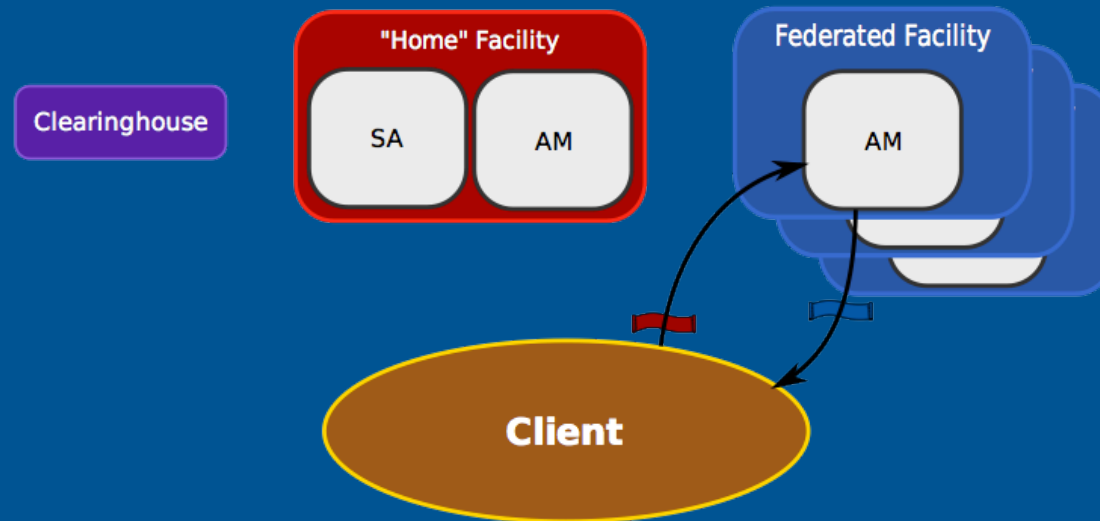 "Home" Facility
Federated Facility
Clearinghouse
SA
AM
AM
Client